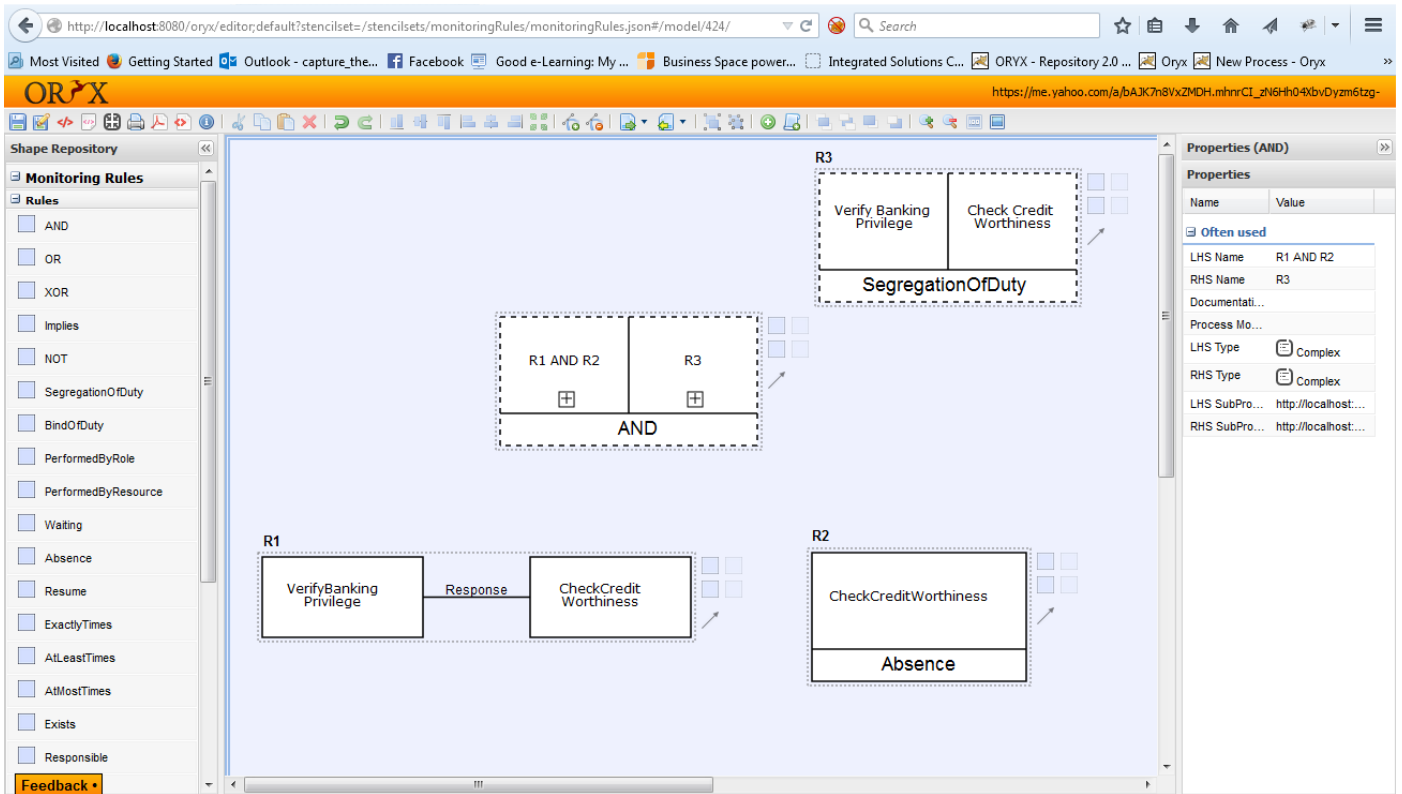 http://localhost:8080/oryx/editor;default?stencilset=/stencilsets/monitoringRules/monitoringRules.json#/model/424/
Search
Most Visited Getting Started Outlook - capture_the... Facebook Good e-Learning: My ... Business Space power... Integrated Solutions C... ORYX - Repository 2.0 ... Oryx New Process - Oryx »
ORYX
https://me.yahoo.com/a/bAJK7n8VxZMDH.mhnrCI_zN6Hh04XbvDyzm6tzg-
Shape Repository
Monitoring Rules
Rules
AND
OR
XOR
Implies
NOT
SegregationOfDuty
BindOfDuty
PerformedByRole
PerformedByResource
Waiting
Absence
Resume
ExactlyTimes
AtLeastTimes
AtMostTimes
Exists
Responsible
Feedback •
R3
Verify Banking
Privilege
Check Credit
Worthiness
SegregationOfDuty
R1 AND R2
R3
AND
R1
VerifyBanking
Privilege
Response
CheckCredit
Worthiness
R2
CheckCreditWorthiness
Absence
Properties (AND)
Properties
Name Value
Often used
LHS Name R1 AND R2
RHS Name R3
Documentati...
Process Mo...
LHS Type Complex
RHS Type Complex
LHS SubPro... http://localhost:...
RHS SubPro... http://localhost:...